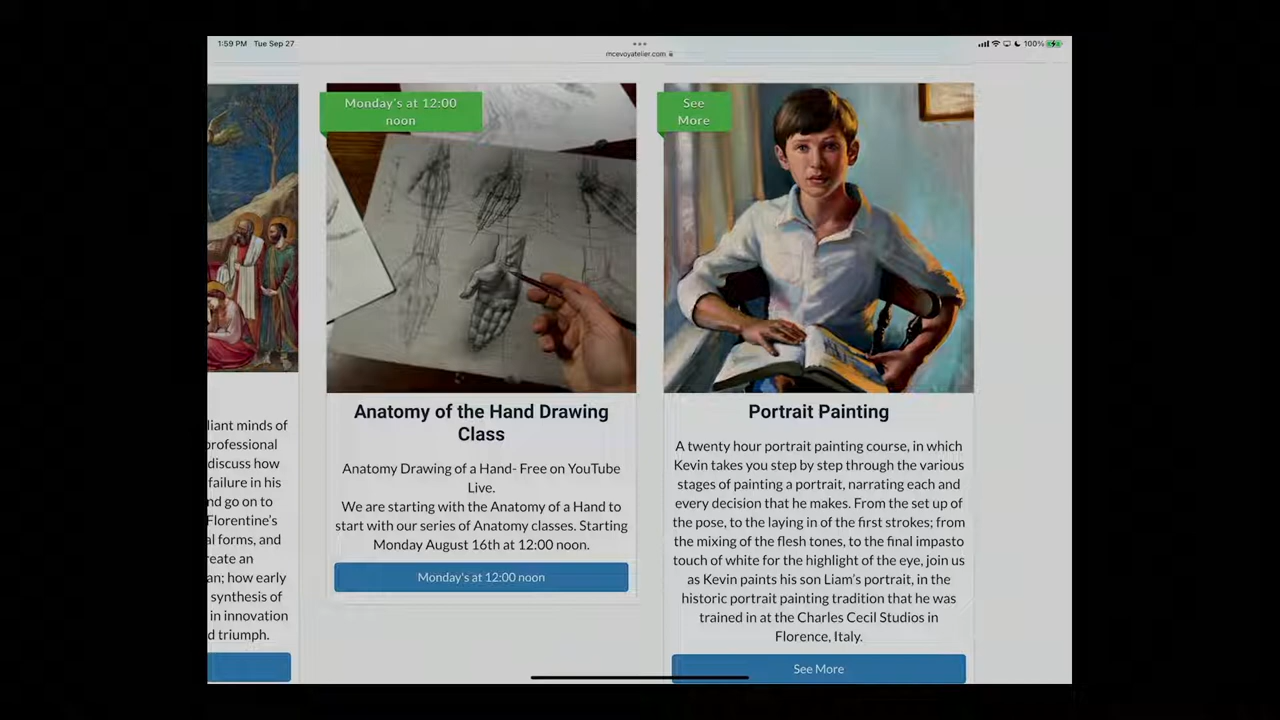 1:59 PM Tue Sep 27
mcevoyatelier.com
100%
Monday's at 12:00
noon
See
More
liant minds of
professional
discuss how
failure in his
nd go on to
Florentine's
al forms, and
reate an
an; how early
synthesis of
in innovation
d triumph.
Anatomy of the Hand Drawing
Class
Anatomy Drawing of a Hand- Free on YouTube
Live.
We are starting with the Anatomy of a Hand to
start with our series of Anatomy classes. Starting
Monday August 16th at 12:00 noon.
Monday's at 12:00 noon
Portrait Painting
A twenty hour portrait painting course, in which
Kevin takes you step by step through the various
stages of painting a portrait, narrating each and
every decision that he makes. From the set up of
the pose, to the laying in of the first strokes; from
the mixing of the flesh tones, to the final impasto
touch of white for the highlight of the eye, join us
as Kevin paints his son Liam's portrait, in the
historic portrait painting tradition that he was
trained in at the Charles Cecil Studios in
Florence, Italy.
See More